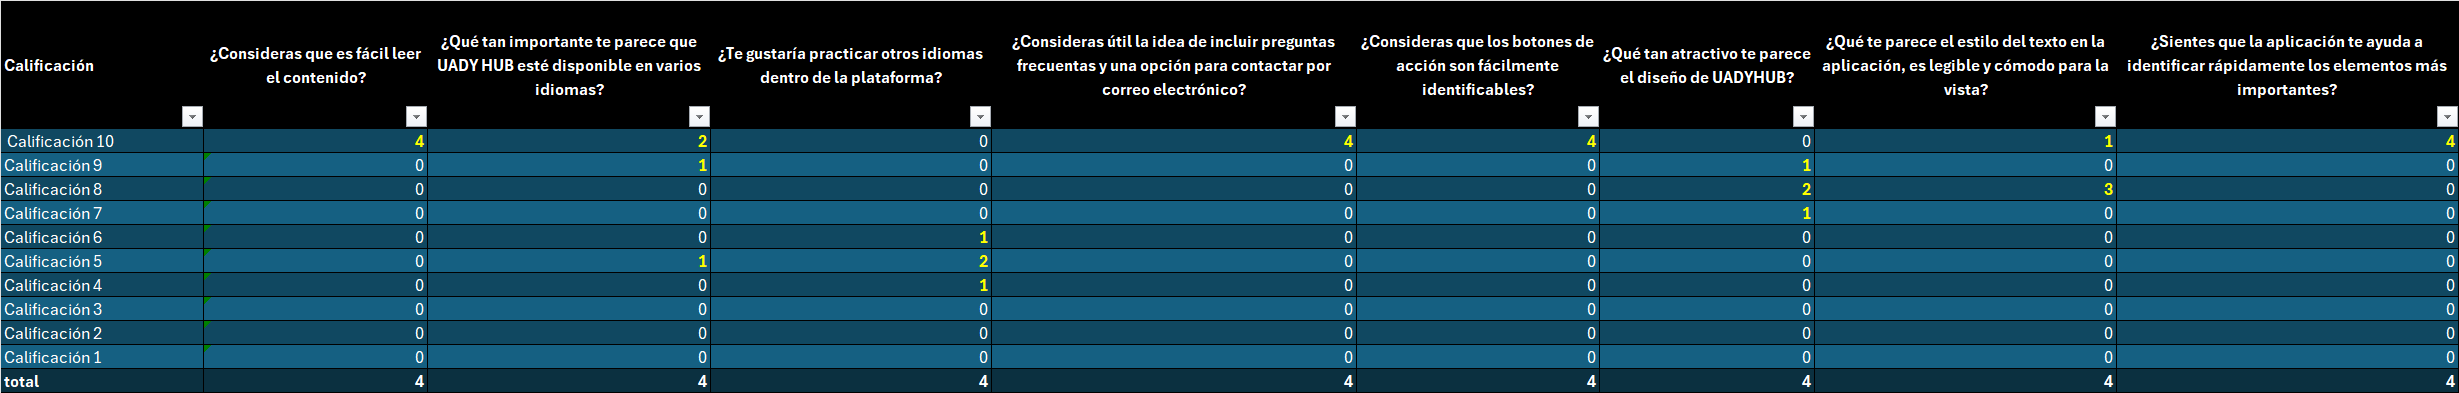 Calificación ¿Consideras que es fácil leer el contenido? ¿Qué tan importante te parece que UADY HUB esté disponible en varios idiomas? ¿Te gustaría practicar otros idiomas dentro de la plataforma? ¿Consideras útil la idea de incluir preguntas frecuentas y una opción para contactar por correo electrónico? ¿Consideras que los botones de acción son fácilmente identificables? ¿Qué tan atractivo te parece el diseño de UADYHUB? ¿Qué te parece el estilo del texto en la aplicación, es legible y cómodo para la vista? ¿Sientes que la aplicación te ayuda a identificar rápidamente los elementos más importantes?
Calificación 10 4 2 0 4 4 0 1 4
Calificación 9 0 1 0 0 0 1 0 0
Calificación 8 0 0 0 0 0 2 3 0
Calificación 7 0 0 0 0 0 1 0 0
Calificación 6 0 0 1 0 0 0 0 0
Calificación 5 0 1 2 0 0 0 0 0
Calificación 4 0 0 1 0 0 0 0 0
Calificación 3 0 0 0 0 0 0 0 0
Calificación 2 0 0 0 0 0 0 0 0
Calificación 1 0 0 0 0 0 0 0 0
total 4 4 4 4 4 4 4 4